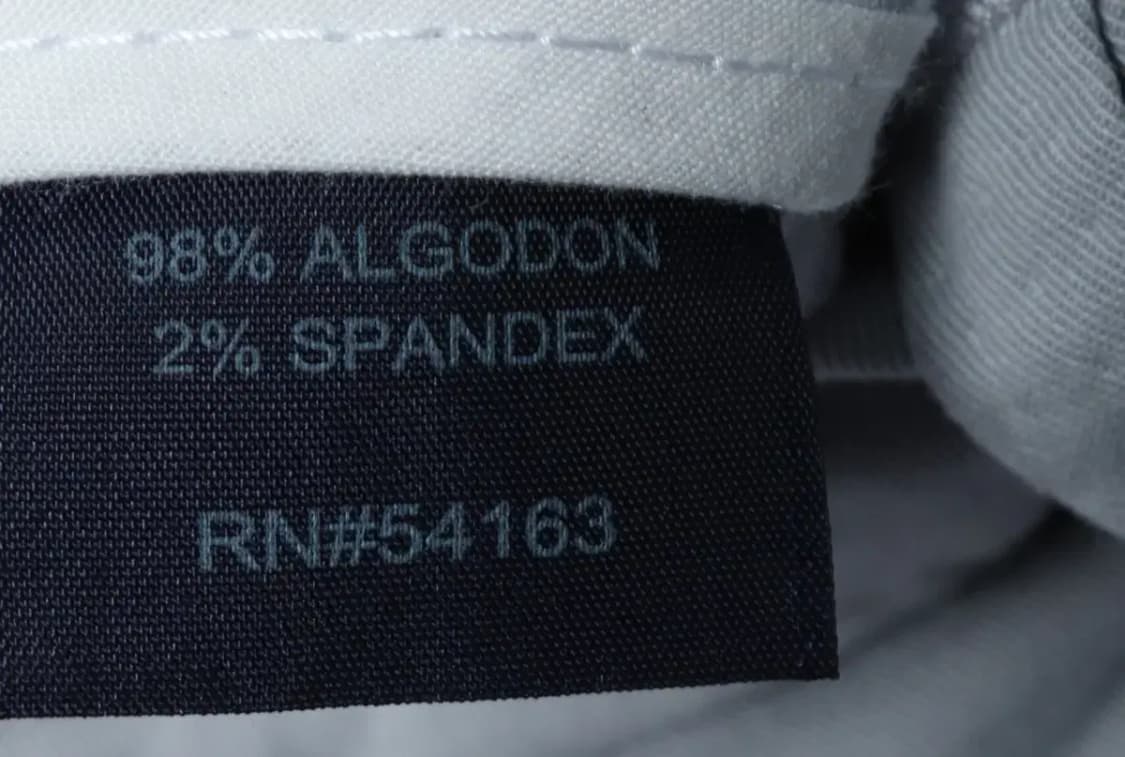 98% ALGODON
2% SPANDEX
RN#54163